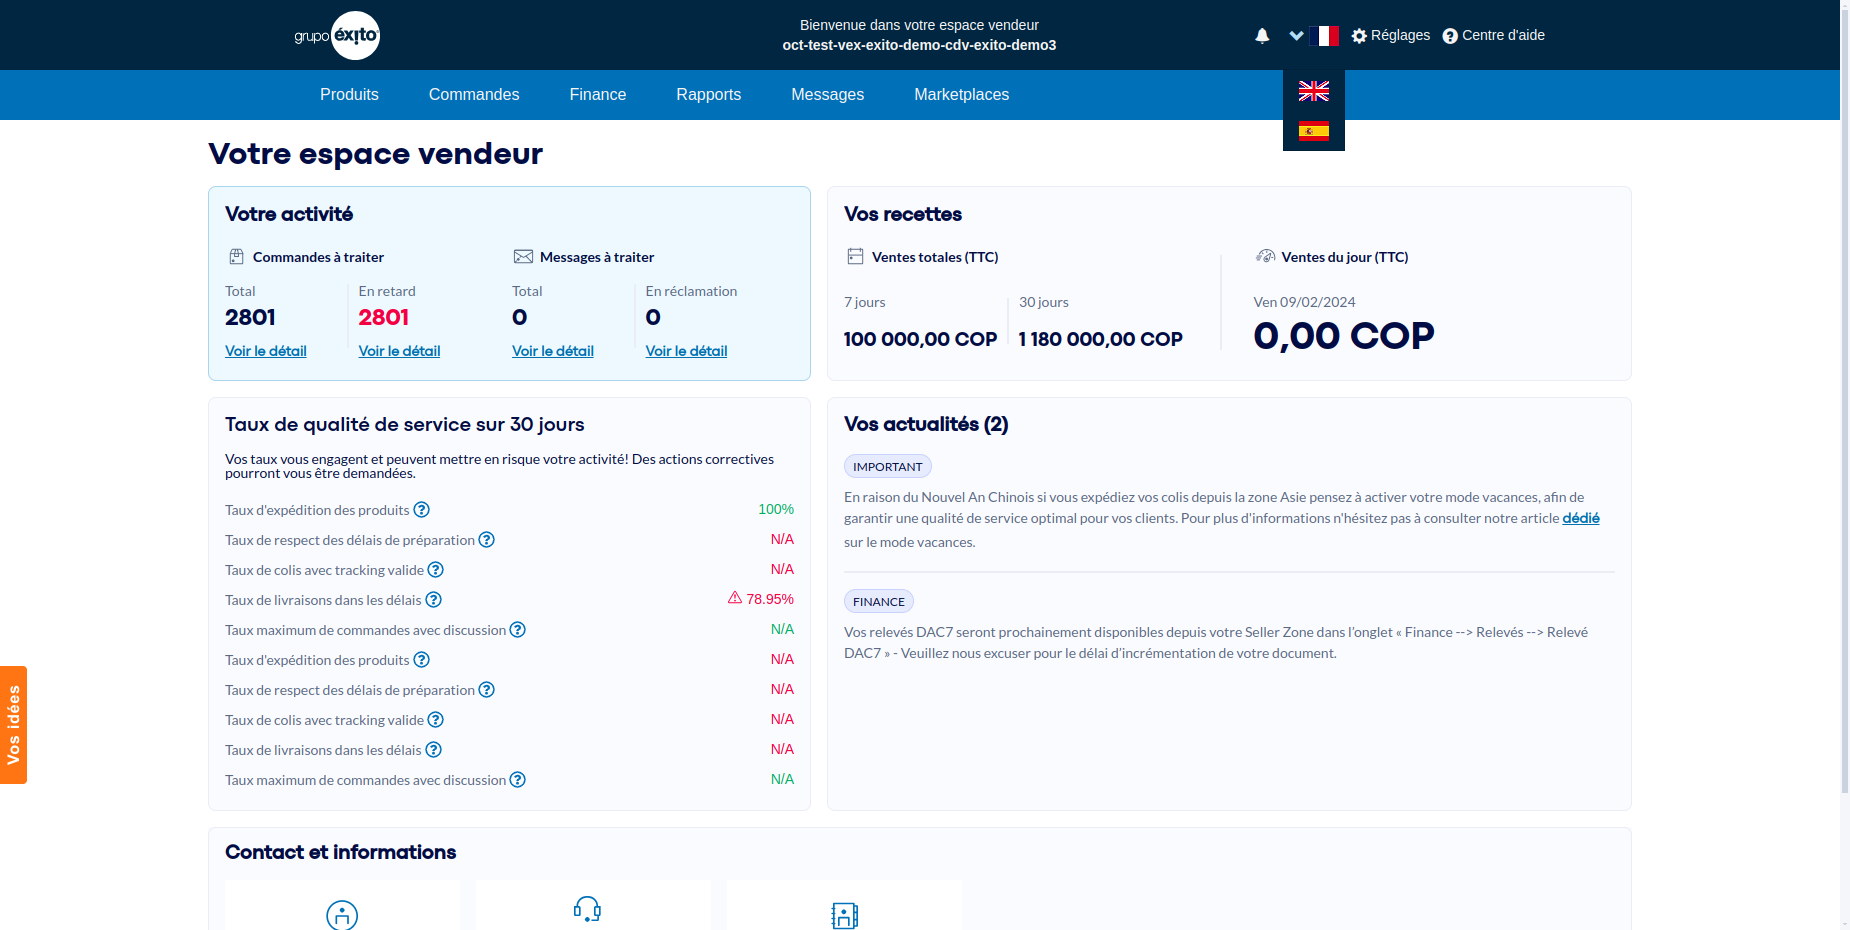 grupo éxito
Bienvenue dans votre espace vendeur
oct-test-vex-exito-demo-cdv-exito-demo3
Réglages
Centre d'aide
Produits
Commandes
Finance
Rapports
Messages
Marketplaces
Votre espace vendeur
Votre activité
Commandes à traiter
Messages à traiter
Total
En retard
Total
En réclamation
2801
2801
0
0
Voir le détail
Voir le détail
Voir le détail
Voir le détail
Vos recettes
Ventes totales (TTC)
Ventes du jour (TTC)
7 jours
30 jours
Ven 09/02/2024
100 000,00 COP
1 180 000,00 COP
0,00 COP
Taux de qualité de service sur 30 jours
Vos taux vous engagent et peuvent mettre en risque votre activité! Des actions correctives
pourront vous être demandées.
Taux d'expédition des produits ? 100%
Taux de respect des délais de préparation ? N/A
Taux de colis avec tracking valide ? N/A
Taux de livraisons dans les délais ? 78.95%
Taux maximum de commandes avec discussion ? N/A
Taux d'expédition des produits ? N/A
Taux de respect des délais de préparation ? N/A
Taux de colis avec tracking valide ? N/A
Taux de livraisons dans les délais ? N/A
Taux maximum de commandes avec discussion ? N/A
Vos actualités (2)
IMPORTANT
En raison du Nouvel An Chinois si vous expédiez vos colis depuis la zone Asie pensez à activer votre mode vacances, afin de
garantir une qualité de service optimal pour vos clients. Pour plus d'informations n'hésitez pas à consulter notre article dédié
sur le mode vacances.
FINANCE
Vos relevés DAC7 seront prochainement disponibles depuis votre Seller Zone dans l’onglet « Finance --> Relevés --> Relevé
DAC7 » - Veuillez nous excuser pour le délai d’incrémentation de votre document.
Vos idées
Contact et informations